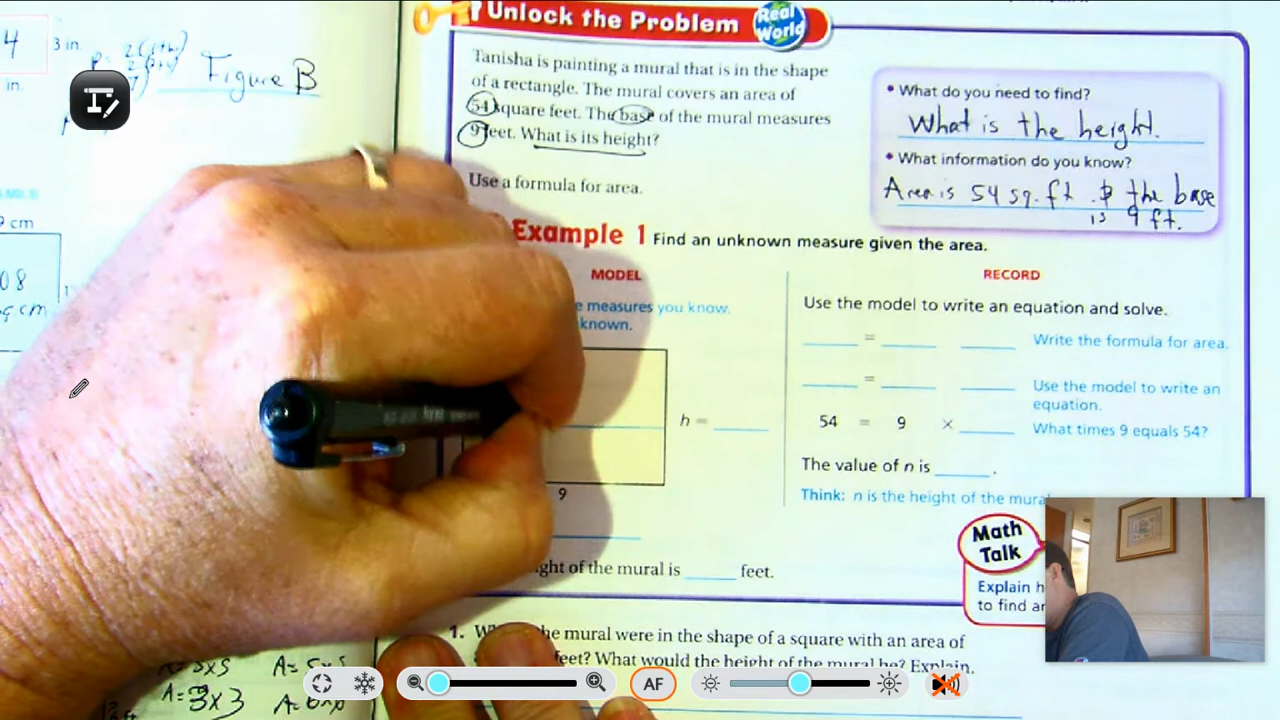 4
3 in.
in.
Figure B
9 cm
08
sq cm
Unlock the Problem
Real World
Tanisha is painting a mural that is in the shape
of a rectangle. The mural covers an area of
54 square feet. The base of the mural measures
9 feet. What is its height?
Use a formula for area.
• What do you need to find?
What is the height.
• What information do you know?
Area is 54 sq. ft & the base
is 9 ft.
Example 1 Find an unknown measure given the area.
MODEL
measures you know.
known.
h =
9
ght of the mural is feet.
RECORD
Use the model to write an equation and solve.
= Write the formula for area.
= Use the model to write an
equation.
54 = 9 × What times 9 equals 54?
The value of n is .
Think: n is the height of the mural
Math
Talk
Explain h
to find an
1. he mural were in the shape of a square with an area of
feet? What would the height of the mural be? Explain.
A=5x5
A=3x3
AF